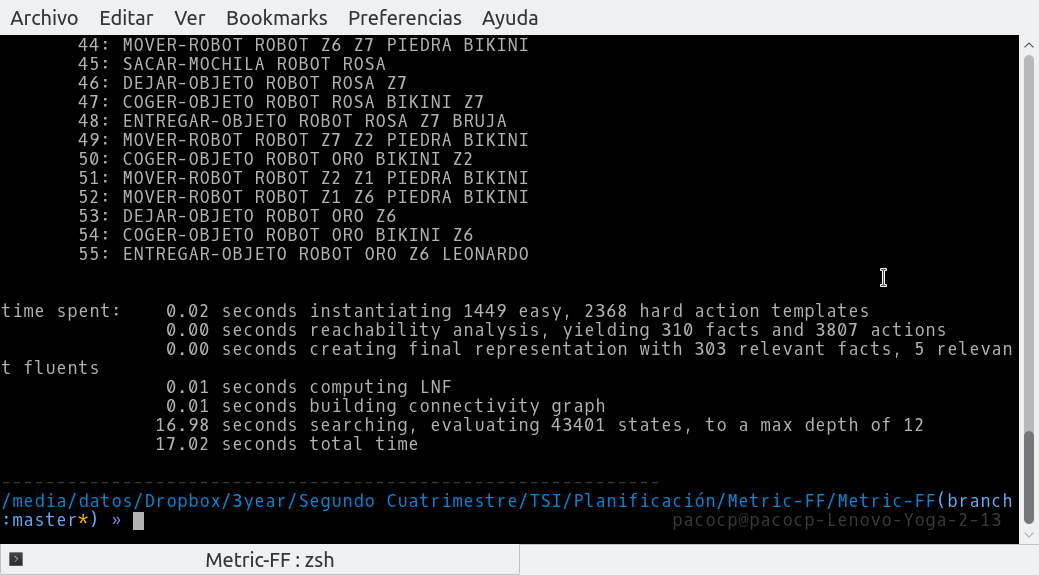 Archivo Editar Ver Bookmarks Preferencias Ayuda
44: MOVER-ROBOT ROBOT Z6 Z7 PIEDRA BIKINI
45: SACAR-MOCHILA ROBOT ROSA
46: DEJAR-OBJETO ROBOT ROSA Z7
47: COGER-OBJETO ROBOT ROSA BIKINI Z7
48: ENTREGAR-OBJETO ROBOT ROSA Z7 BRUJA
49: MOVER-ROBOT ROBOT Z7 Z2 PIEDRA BIKINI
50: COGER-OBJETO ROBOT ORO BIKINI Z2
51: MOVER-ROBOT ROBOT Z2 Z1 PIEDRA BIKINI
52: MOVER-ROBOT ROBOT Z1 Z6 PIEDRA BIKINI
53: DEJAR-OBJETO ROBOT ORO Z6
54: COGER-OBJETO ROBOT ORO BIKINI Z6
55: ENTREGAR-OBJETO ROBOT ORO Z6 LEONARDO
time spent: 0.02 seconds instantiating 1449 easy, 2368 hard action templates
0.00 seconds reachability analysis, yielding 310 facts and 3807 actions
0.00 seconds creating final representation with 303 relevant facts, 5 relevan
t fluents
0.01 seconds computing LNF
0.01 seconds building connectivity graph
16.98 seconds searching, evaluating 43401 states, to a max depth of 12
17.02 seconds total time
------------------------------------------------------------
/media/datos/Dropbox/3year/Segundo Cuatrimestre/TSI/Planificación/Metric-FF/Metric-FF(branch
:master*) » pacocp@pacocp-Lenovo-Yoga-2-13
Metric-FF : zsh